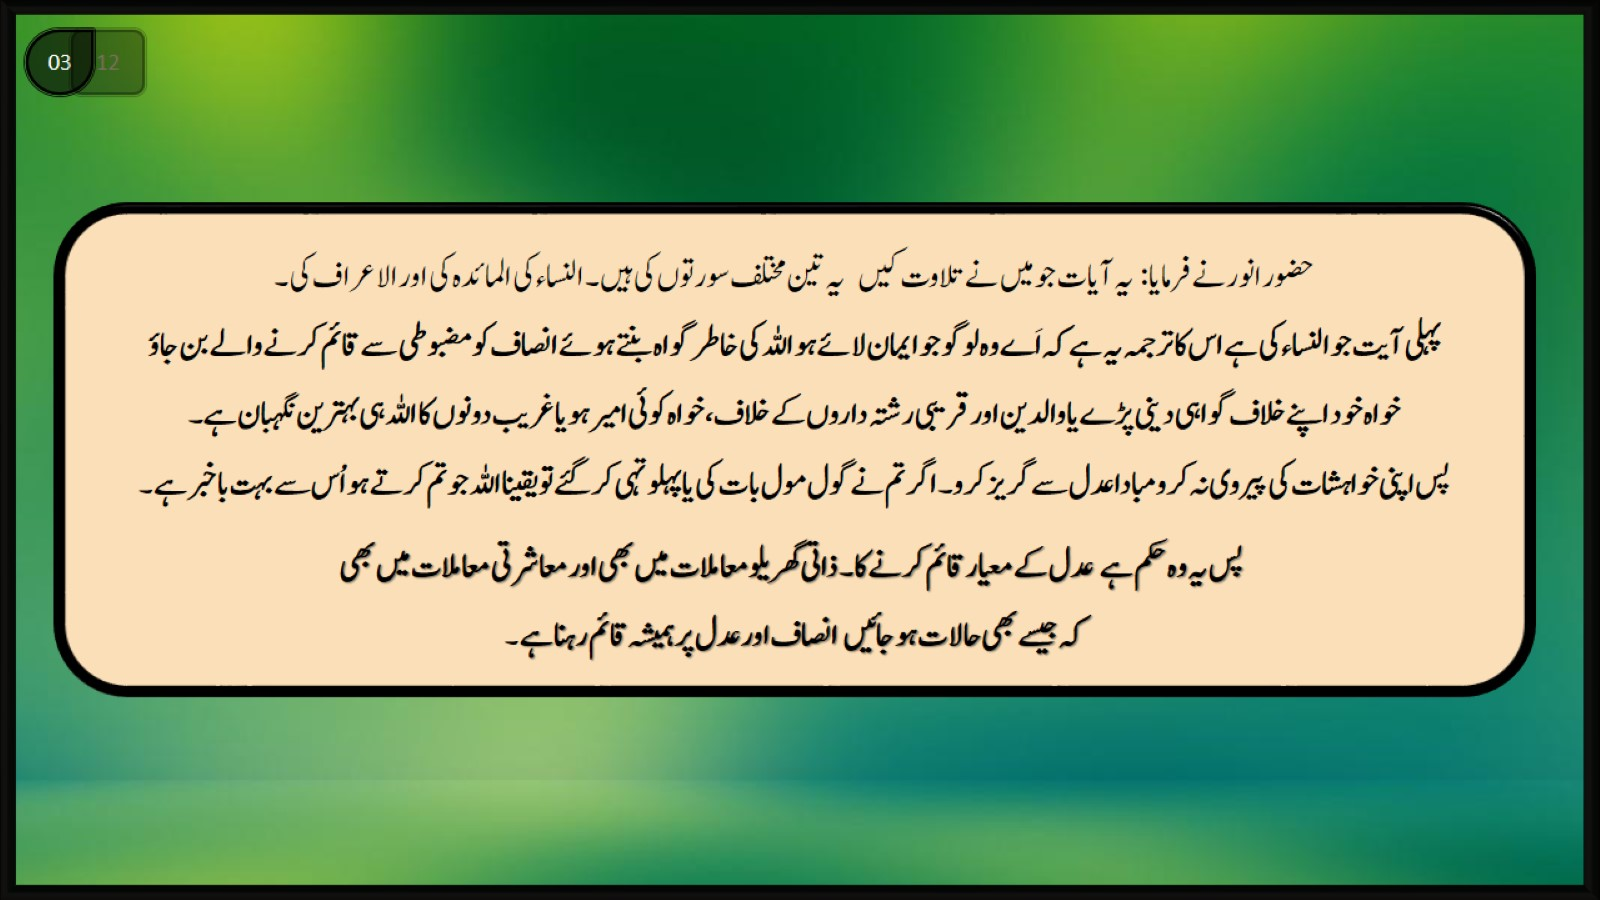 03
12
حضور انور نے فرمایا: یہ آیات جو میں نے تلاوت کیں یہ تین مختلف سورتوں کی ہیں۔ النساء کی المائدہ کی اور الاعراف کی۔
پہلی آیت جو النساء کی ہے اس کا ترجمہ یہ ہے کہ اَے وہ لوگو جو ایمان لائے ہو اللہ کی خاطر گواہ بنتے ہوئے انصاف کو مضبوطی سے قائم کرنے والے بن جاؤ
خواہ خود اپنے خلاف گواہی دینی پڑے یا والدین اور قریبی رشتہ داروں کے خلاف، خواہ کوئی امیر ہو یا غریب دونوں کا اللہ ہی بہترین نگہبان ہے۔
پس اپنی خواہشات کی پیروی نہ کرو مبادا عدل سے گریز کرو۔ اگر تم نے گول مول بات کی یا پہلو تہی کر گئے تو یقینا اللہ جو تم کرتے ہو اُس سے بہت باخبر ہے۔
پس یہ وہ حکم ہے عدل کے معیار قائم کرنے کا۔ ذاتی گھریلو معاملات میں بھی اور معاشرتی معاملات میں بھی
کہ جیسے بھی حالات ہو جائیں انصاف اور عدل پر ہمیشہ قائم رہنا ہے۔